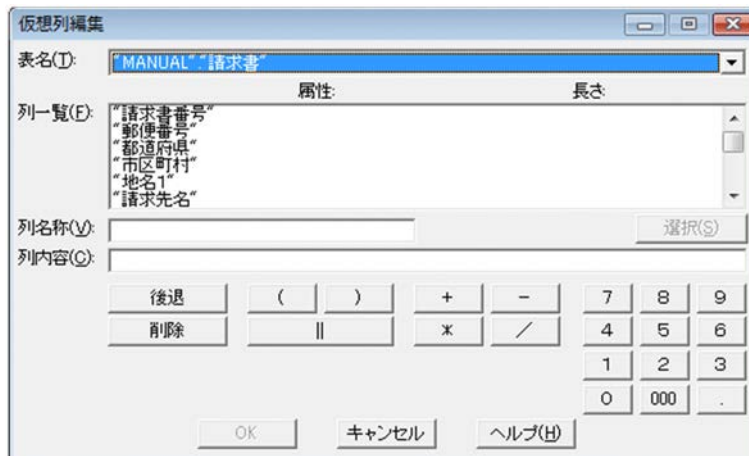 仮想列編集
表名(T): "MANUAL"."請求書"
属性: 長さ:
列一覧(F): "請求書番号"
"郵便番号"
"都道府県"
"市区町村"
"地名1"
"請求先名"
列名称(V): 選択(S)
列内容(C):
後退 ( ) + - 7 8 9
削除 || * / 4 5 6
1 2 3
0 000 .
OK キャンセル ヘルプ(H)